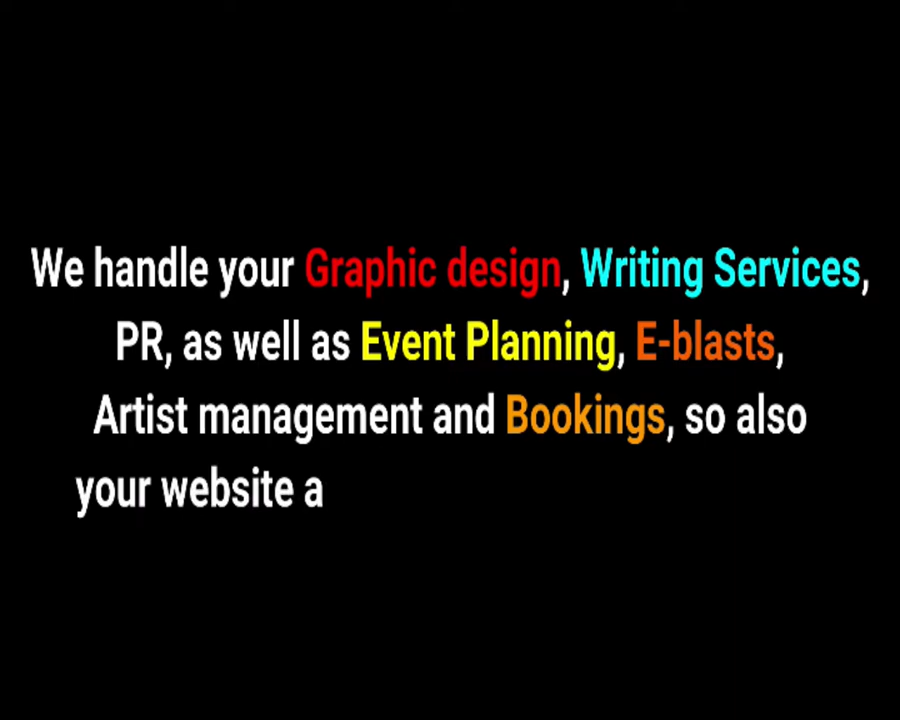 We handle your Graphic design, Writing Services,
PR, as well as Event Planning, E-blasts,
Artist management and Bookings, so also
your website a